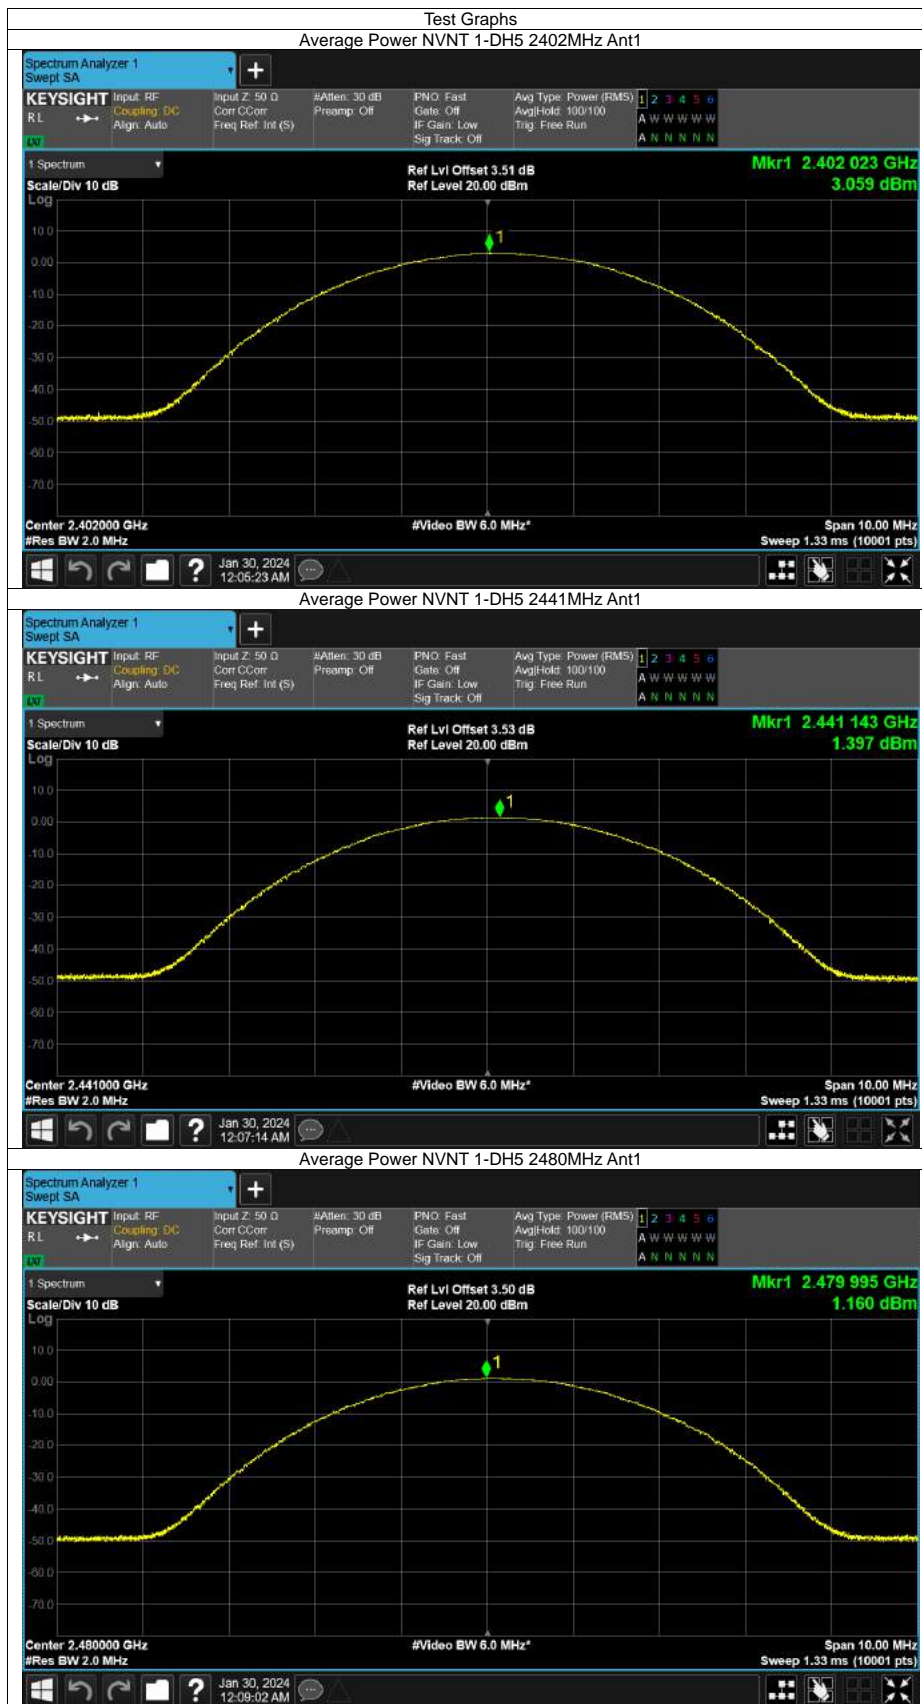 Test Graphs
Average Power NVNT 1-DH5 2402MHz Ant1
Spectrum Analyzer 1
Swept SA
+
KEYSIGHT Input: RF Input Z: 50 Ω #Atten: 30 dB PNO: Fast Avg Type: Power (RMS) 1 2 3 4 5 6
RL Coupling: DC Corr CCorr Preamp: Off Gate: Off Avg|Hold: 100/100 A W W W W W
Align: Auto Freq Ref: Int (S) IF Gain: Low Trig: Free Run A N N N N N
LXI Sig Track: Off
1 Spectrum Ref Lvl Offset 3.51 dB Mkr1 2.402 023 GHz
Scale/Div 10 dB Ref Level 20.00 dBm 3.059 dBm
Log
10.0
1
0.00
-10.0
-20.0
-30.0
-40.0
-50.0
-60.0
-70.0
Center 2.402000 GHz #Video BW 6.0 MHz* Span 10.00 MHz
#Res BW 2.0 MHz Sweep 1.33 ms (10001 pts)
? Jan 30, 2024
12:05:23 AM
Average Power NVNT 1-DH5 2441MHz Ant1
Spectrum Analyzer 1
Swept SA
+
KEYSIGHT Input: RF Input Z: 50 Ω #Atten: 30 dB PNO: Fast Avg Type: Power (RMS) 1 2 3 4 5 6
RL Coupling: DC Corr CCorr Preamp: Off Gate: Off Avg|Hold: 100/100 A W W W W W
Align: Auto Freq Ref: Int (S) IF Gain: Low Trig: Free Run A N N N N N
LXI Sig Track: Off
1 Spectrum Ref Lvl Offset 3.53 dB Mkr1 2.441 143 GHz
Scale/Div 10 dB Ref Level 20.00 dBm 1.397 dBm
Log
10.0
1
0.00
-10.0
-20.0
-30.0
-40.0
-50.0
-60.0
-70.0
Center 2.441000 GHz #Video BW 6.0 MHz* Span 10.00 MHz
#Res BW 2.0 MHz Sweep 1.33 ms (10001 pts)
? Jan 30, 2024
12:07:14 AM
Average Power NVNT 1-DH5 2480MHz Ant1
Spectrum Analyzer 1
Swept SA
+
KEYSIGHT Input: RF Input Z: 50 Ω #Atten: 30 dB PNO: Fast Avg Type: Power (RMS) 1 2 3 4 5 6
RL Coupling: DC Corr CCorr Preamp: Off Gate: Off Avg|Hold: 100/100 A W W W W W
Align: Auto Freq Ref: Int (S) IF Gain: Low Trig: Free Run A N N N N N
LXI Sig Track: Off
1 Spectrum Ref Lvl Offset 3.50 dB Mkr1 2.479 995 GHz
Scale/Div 10 dB Ref Level 20.00 dBm 1.160 dBm
Log
10.0
1
0.00
-10.0
-20.0
-30.0
-40.0
-50.0
-60.0
-70.0
Center 2.480000 GHz #Video BW 6.0 MHz* Span 10.00 MHz
#Res BW 2.0 MHz Sweep 1.33 ms (10001 pts)
? Jan 30, 2024
12:09:02 AM